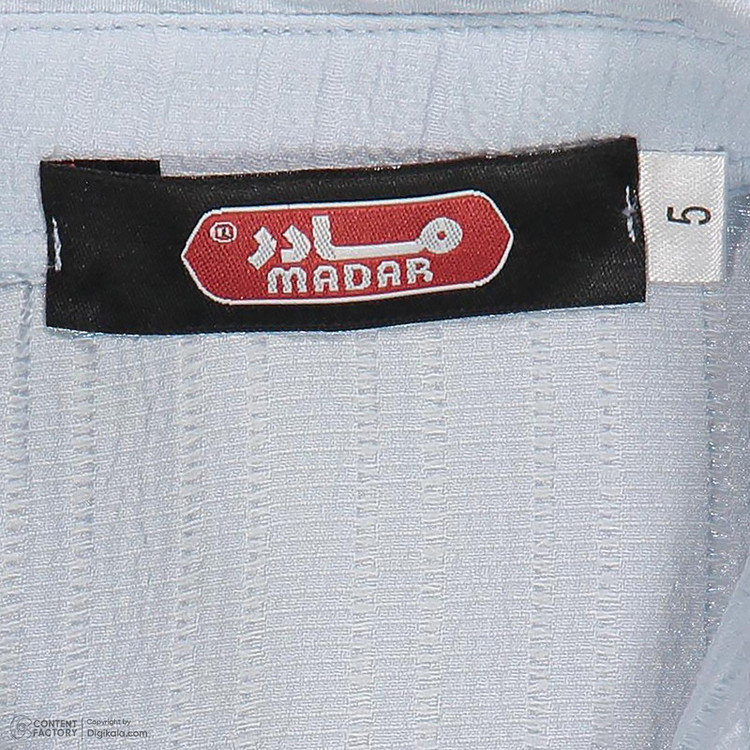 مادر
MADAR
5
CONTENT FACTORY
Copyright by
Digikala.com